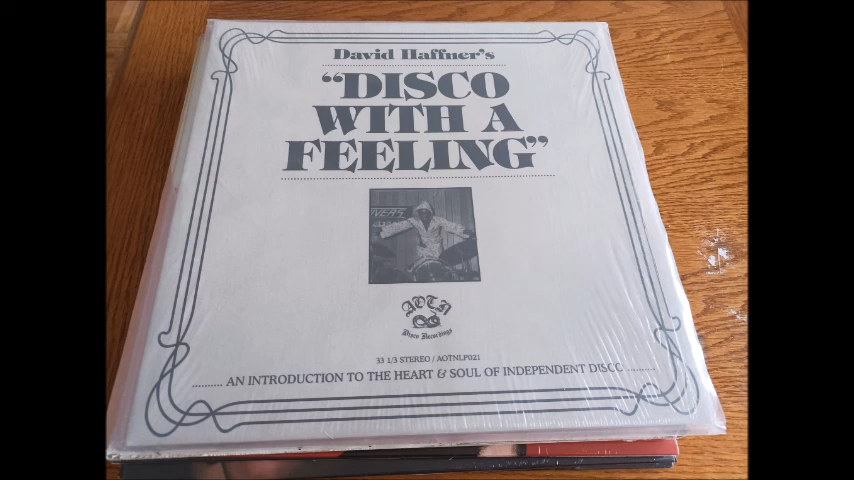 David Haffner's
"DISCO
WITH A
FEELING"
AOTN
Disco Recordings
33 1/3 STEREO / AOTNLP021
AN INTRODUCTION TO THE HEART & SOUL OF INDEPENDENT DISCO